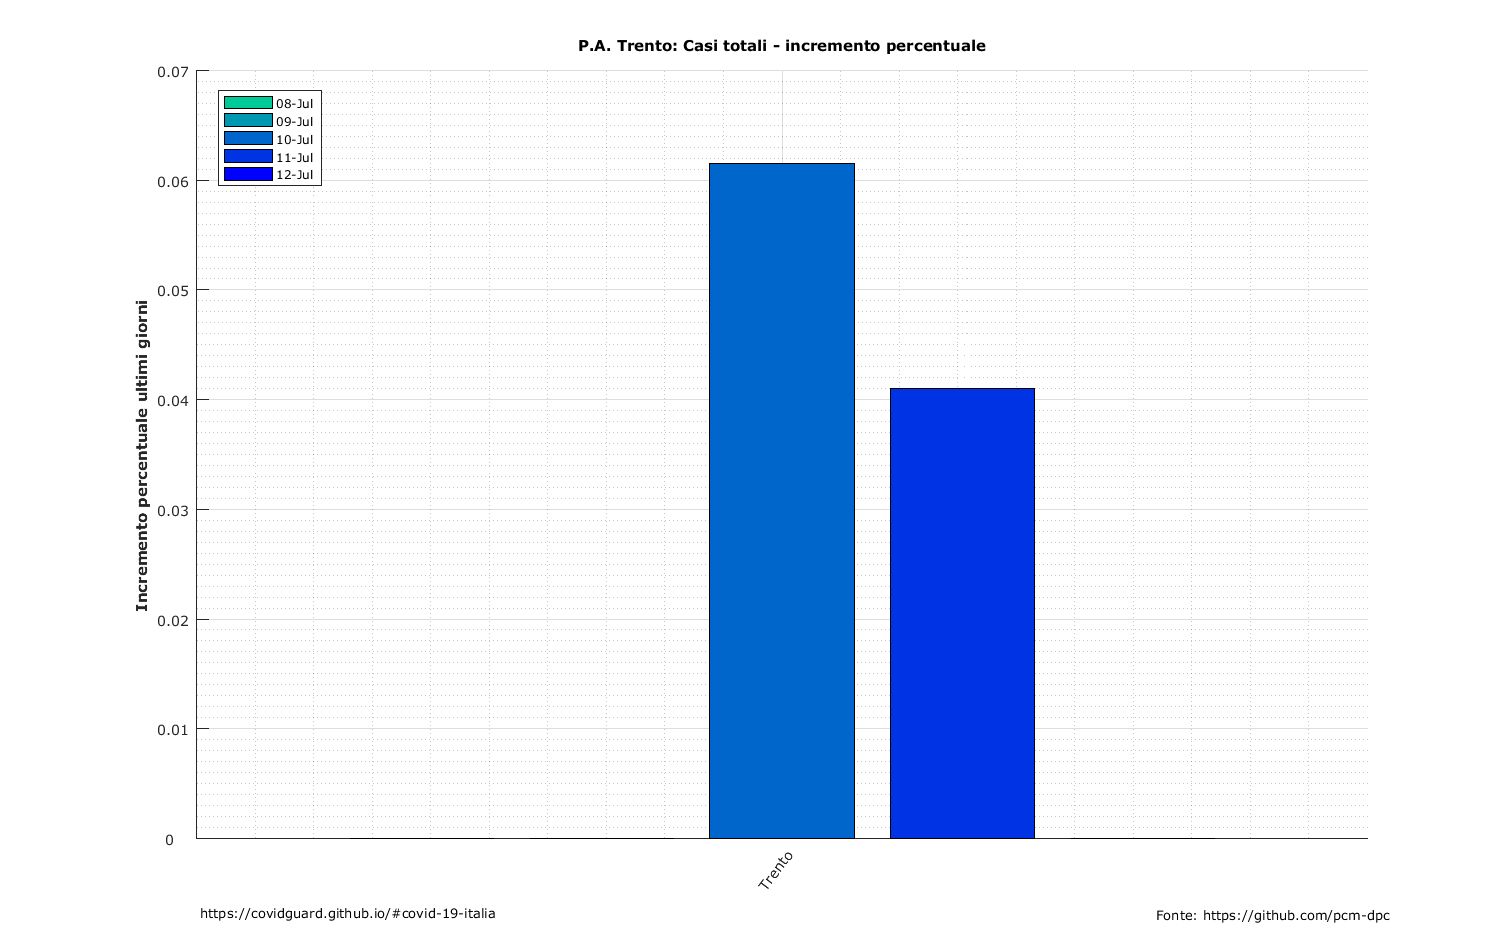 P.A. Trento: Casi totali - incremento percentuale
08-Jul
09-Jul
10-Jul
11-Jul
12-Jul
Incremento percentuale ultimi giorni
0.07
0.06
0.05
0.04
0.03
0.02
0.01
0
Trento
https://covidguard.github.io/#covid-19-italia
Fonte: https://github.com/pcm-dpc